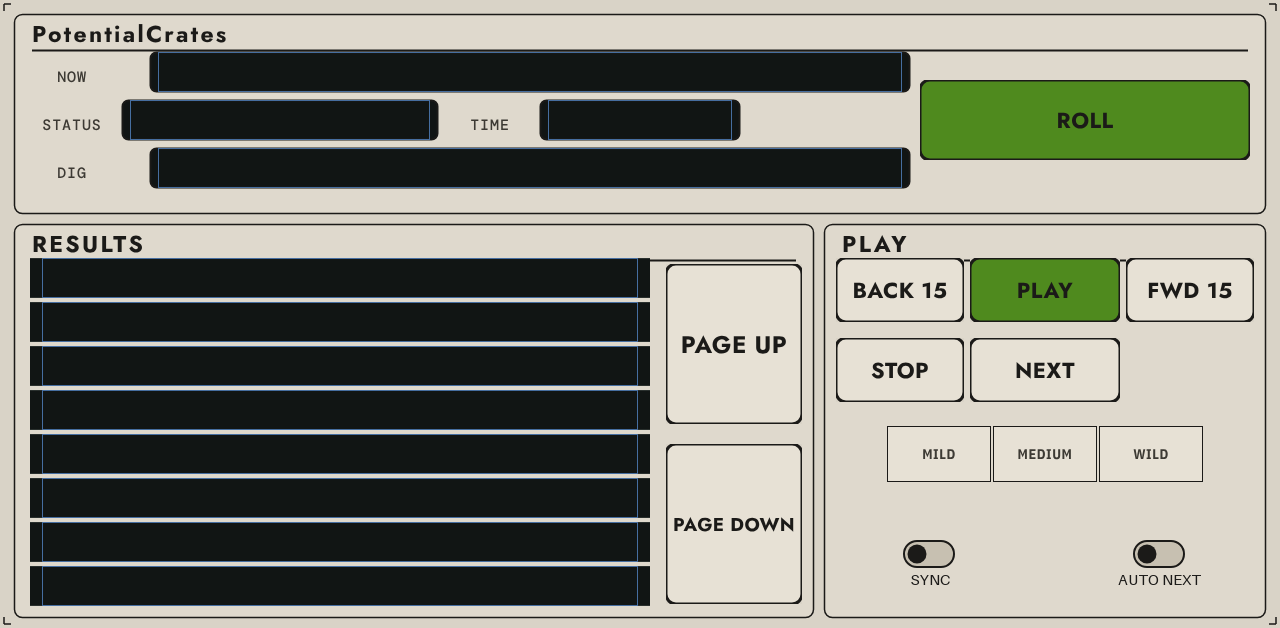 PotentialCrates
NOW
STATUS
TIME
DIG
ROLL
RESULTS
PAGE UP
PAGE DOWN
PLAY
BACK 15
PLAY
FWD 15
STOP
NEXT
MILD
MEDIUM
WILD
SYNC
AUTO NEXT